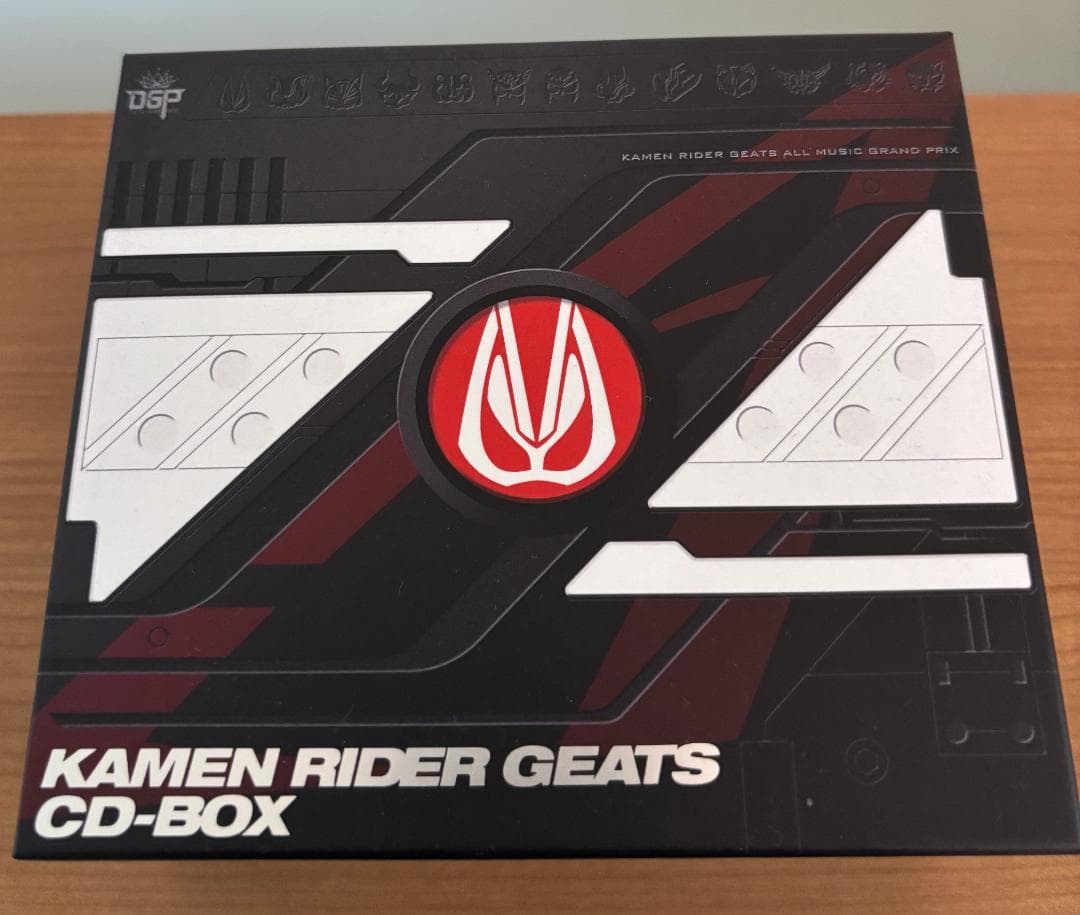 DGP
KAMEN RIDER GEATS ALL MUSIC GRAND PRIX
KAMEN RIDER GEATS
CD-BOX